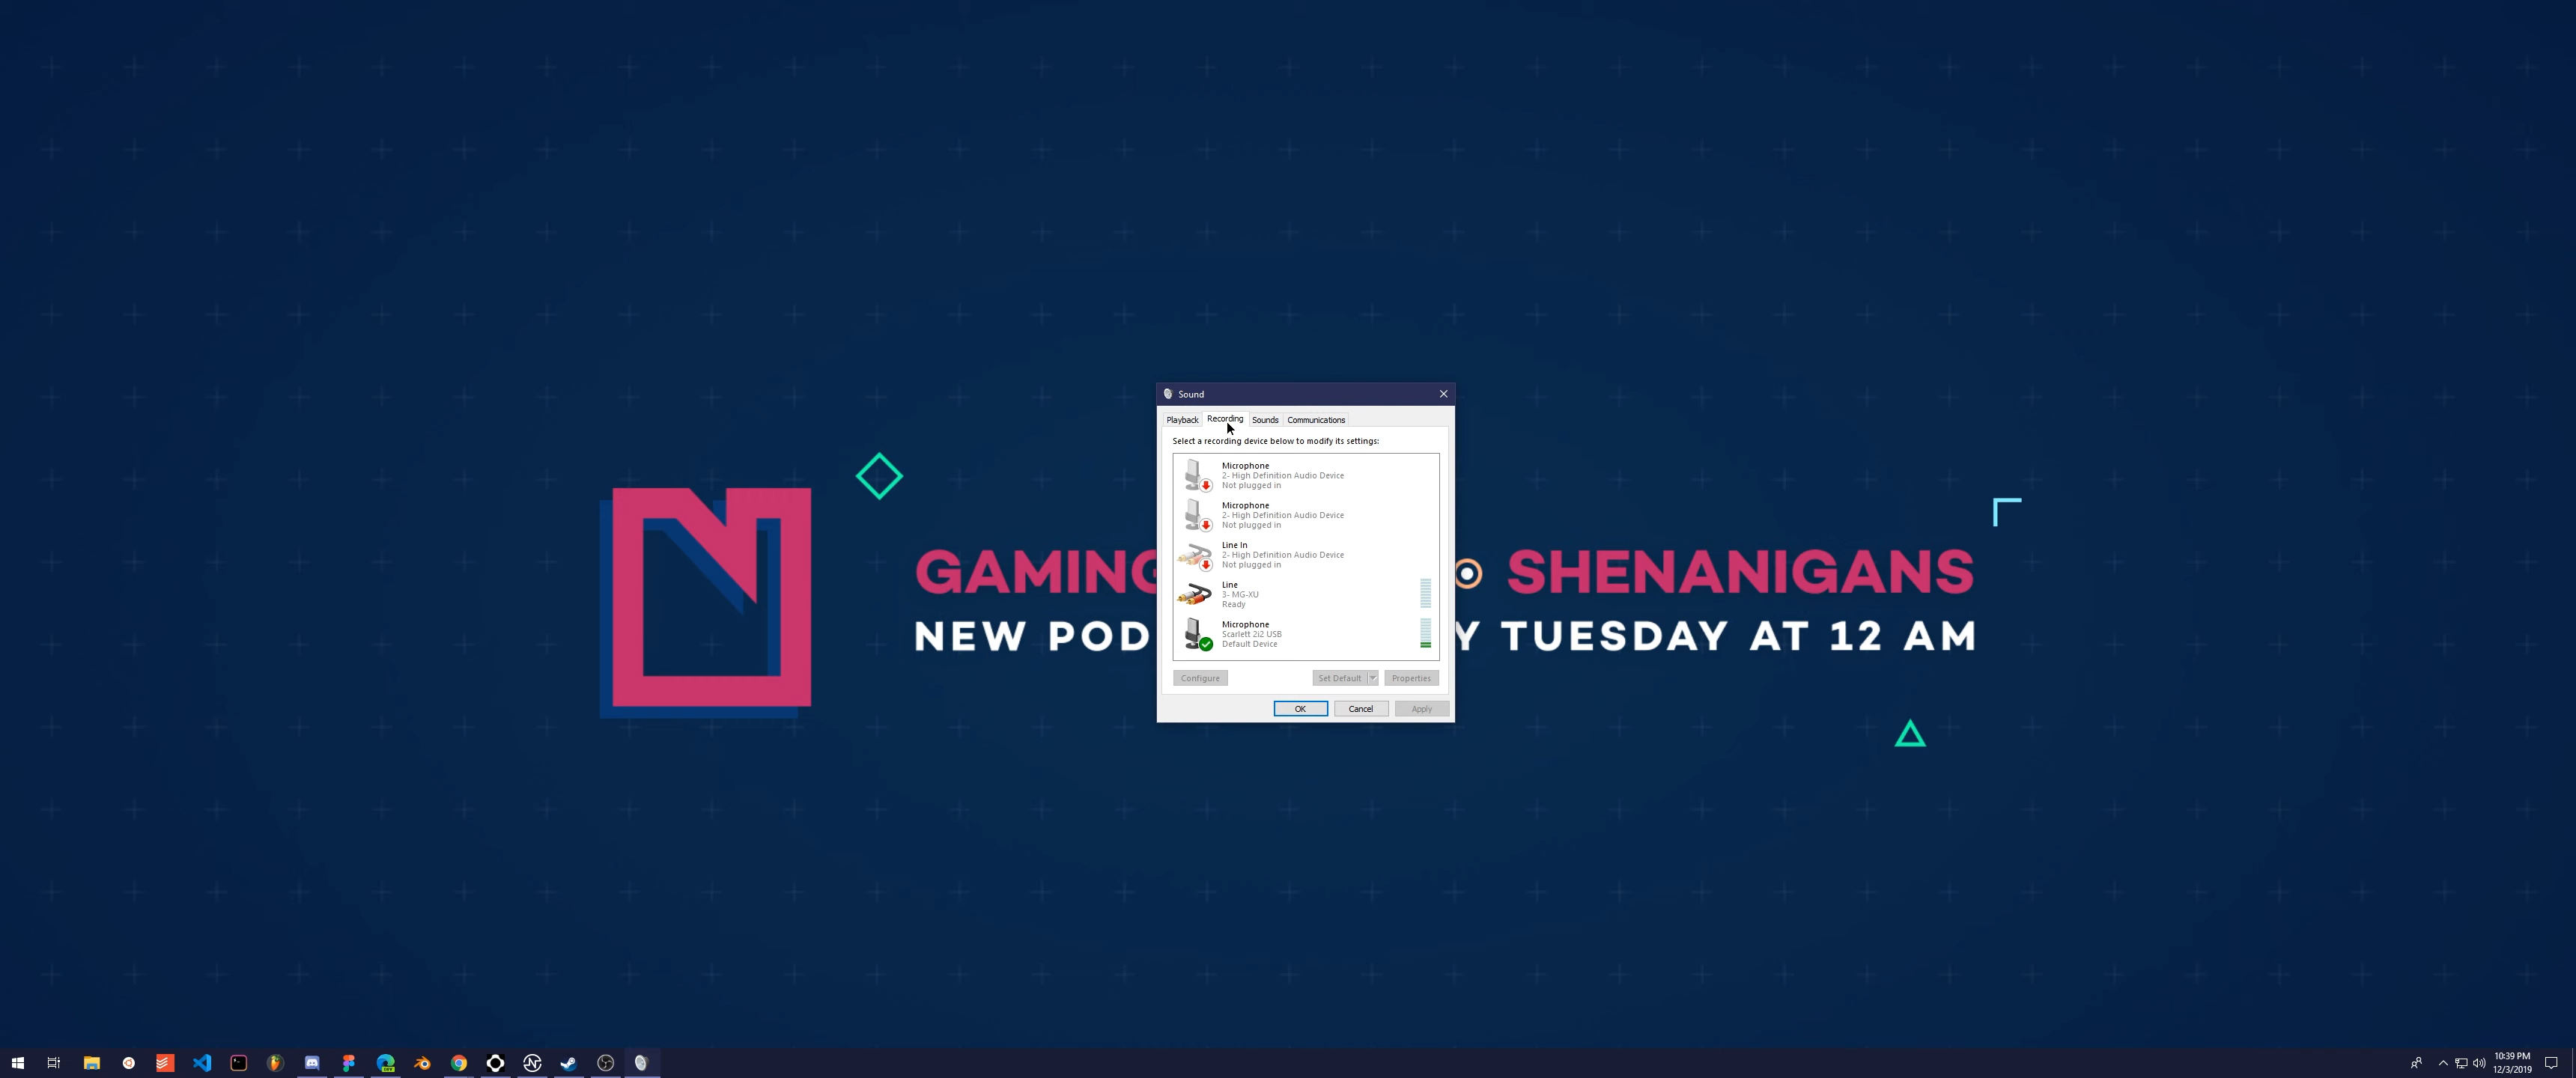 Sound
Playback
Recording
Sounds
Communications
Select a recording device below to modify its settings:
Microphone
2- High Definition Audio Device
Not plugged in
Microphone
2- High Definition Audio Device
Not plugged in
Line In
2- High Definition Audio Device
Not plugged in
Line
3- MG-XU
Ready
Microphone
Scarlett 2i2 USB
Default Device
Configure
Set Default
Properties
OK
Cancel
Apply
GAMING SHENANIGANS
NEW POD Y TUESDAY AT 12 AM
10:39 PM
12/3/2019